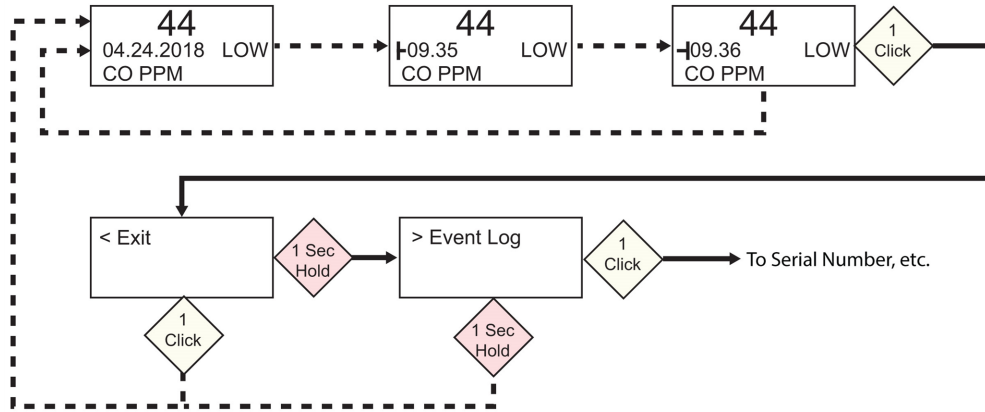 44
04.24.2018 LOW
CO PPM
44
09.35 LOW
CO PPM
44
09.36 LOW
CO PPM
1
Click
< Exit
1 Sec
Hold
> Event Log
1
Click
To Serial Number, etc.
1
Click
1 Sec
Hold